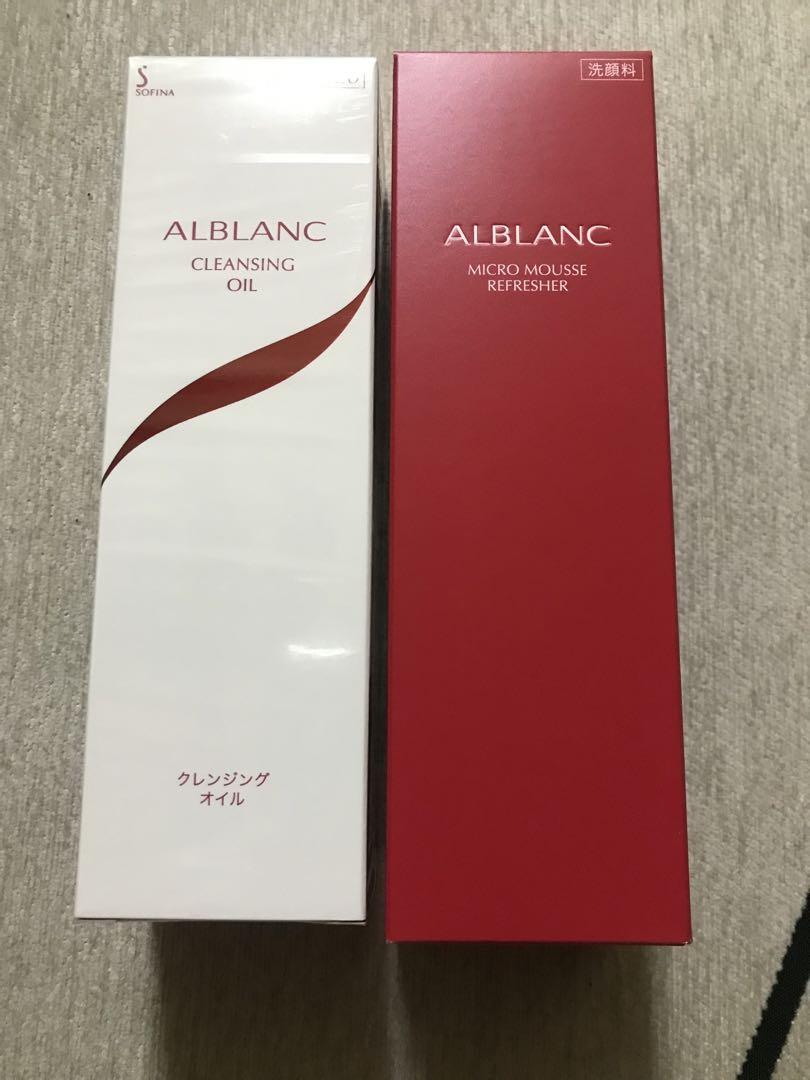 SOFINA
ALBLANC
CLEANSING
OIL
クレンジング
オイル
洗顔料
ALBLANC
MICRO MOUSSE
REFRESHER